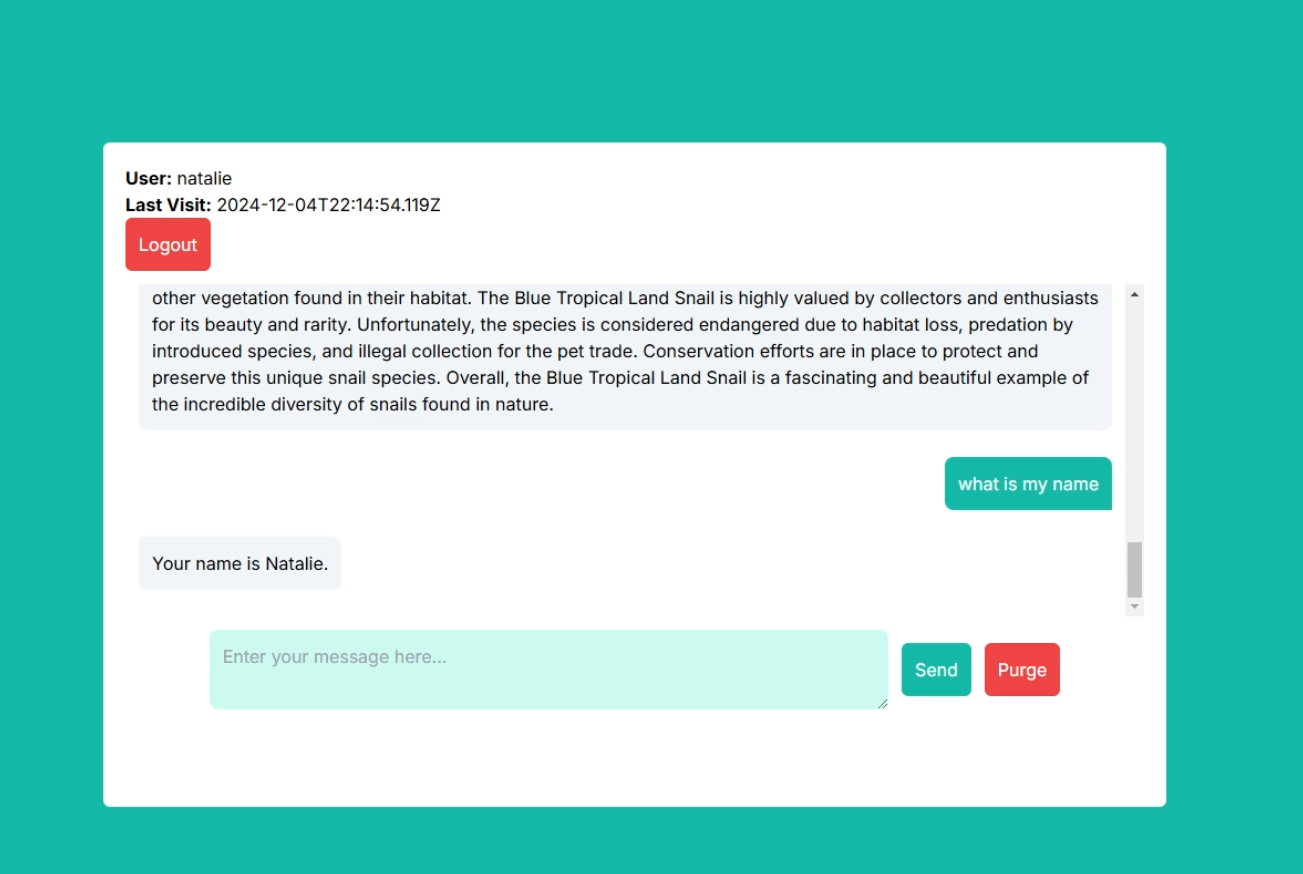 User: natalie
Last Visit: 2024-12-04T22:14:54.119Z
Logout
other vegetation found in their habitat. The Blue Tropical Land Snail is highly valued by collectors and enthusiasts
for its beauty and rarity. Unfortunately, the species is considered endangered due to habitat loss, predation by
introduced species, and illegal collection for the pet trade. Conservation efforts are in place to protect and
preserve this unique snail species. Overall, the Blue Tropical Land Snail is a fascinating and beautiful example of
the incredible diversity of snails found in nature.
what is my name
Your name is Natalie.
Enter your message here...
Send
Purge